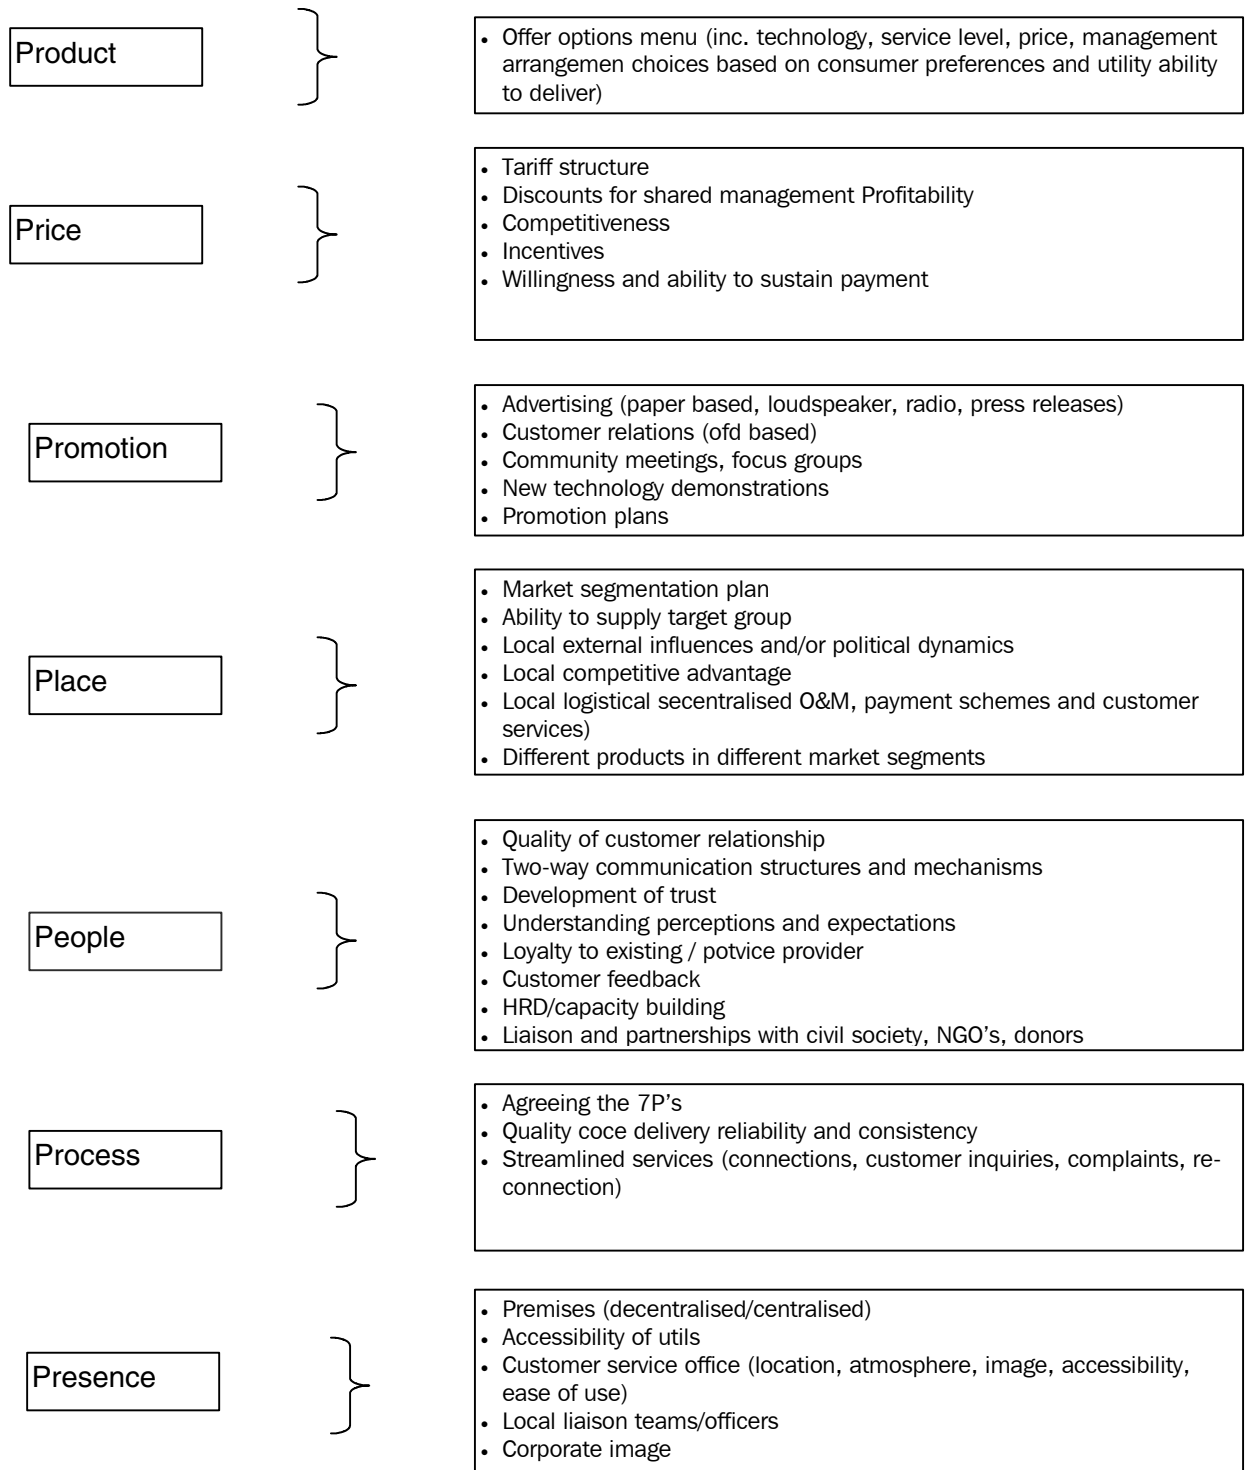 Product
• Offer options menu (inc. technology, service level, price, management
arrangemen choices based on consumer preferences and utility ability
to deliver)
Price
• Tariff structure
• Discounts for shared management Profitability
• Competitiveness
• Incentives
• Willingness and ability to sustain payment
Promotion
• Advertising (paper based, loudspeaker, radio, press releases)
• Customer relations (ofd based)
• Community meetings, focus groups
• New technology demonstrations
• Promotion plans
Place
• Market segmentation plan
• Ability to supply target group
• Local external influences and/or political dynamics
• Local competitive advantage
• Local logistical secentralised O&M, payment schemes and customer
services)
• Different products in different market segments
People
• Quality of customer relationship
• Two-way communication structures and mechanisms
• Development of trust
• Understanding perceptions and expectations
• Loyalty to existing / potvice provider
• Customer feedback
• HRD/capacity building
• Liaison and partnerships with civil society, NGO's, donors
Process
• Agreeing the 7P's
• Quality coce delivery reliability and consistency
• Streamlined services (connections, customer inquiries, complaints, re-
connection)
Presence
• Premises (decentralised/centralised)
• Accessibility of utils
• Customer service office (location, atmosphere, image, accessibility,
ease of use)
• Local liaison teams/officers
• Corporate image